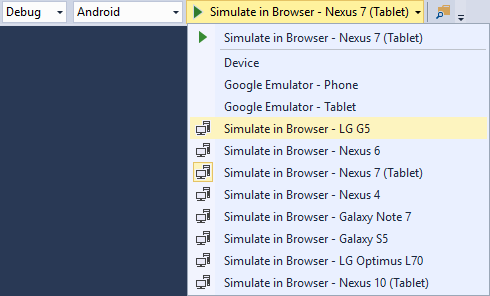 Debug Android Simulate in Browser - Nexus 7 (Tablet)
Simulate in Browser - Nexus 7 (Tablet)
Device
Google Emulator - Phone
Google Emulator - Tablet
Simulate in Browser - LG G5
Simulate in Browser - Nexus 6
Simulate in Browser - Nexus 7 (Tablet)
Simulate in Browser - Nexus 4
Simulate in Browser - Galaxy Note 7
Simulate in Browser - Galaxy S5
Simulate in Browser - LG Optimus L70
Simulate in Browser - Nexus 10 (Tablet)